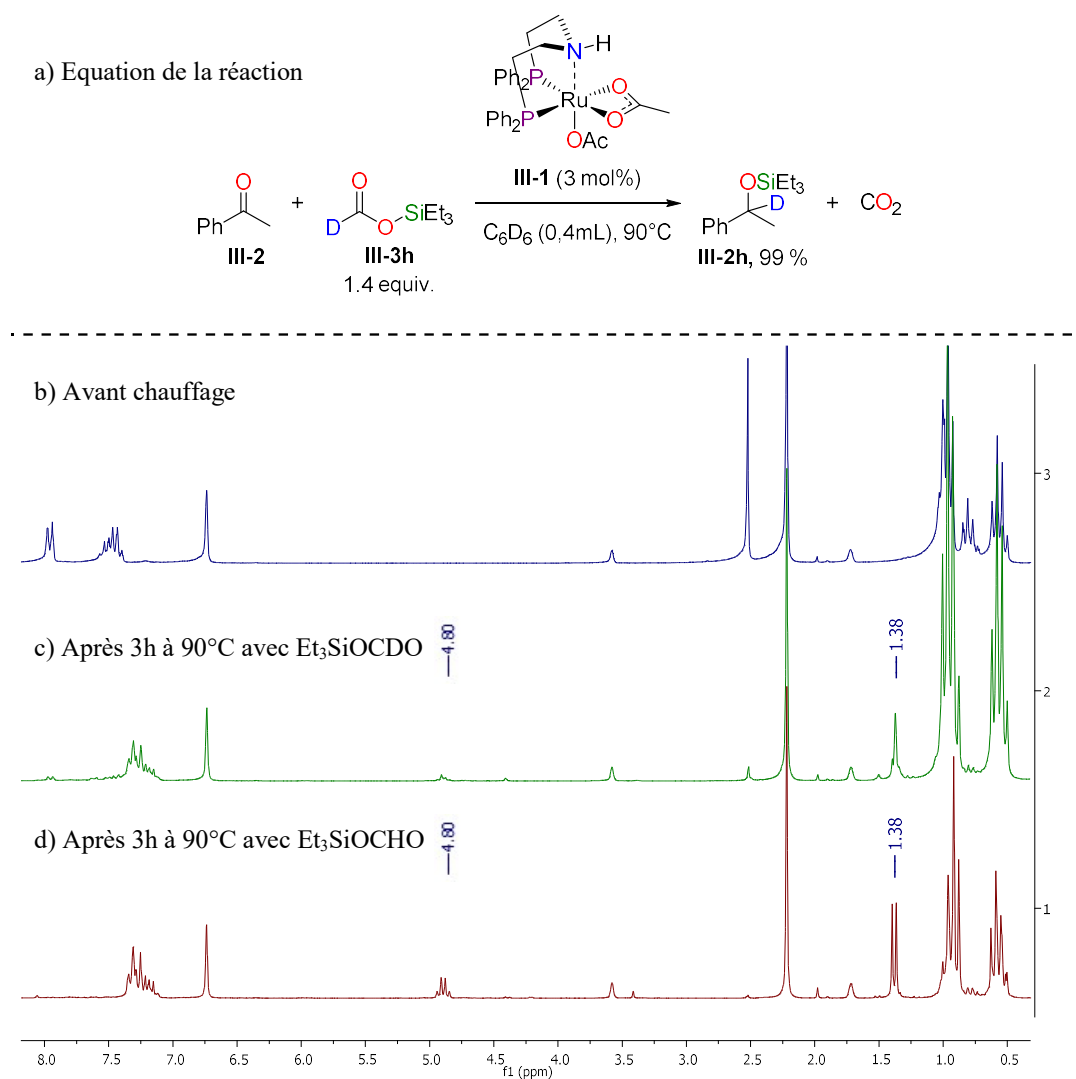 a) Equation de la réaction
N H
Ph₂P
Ph₂P
Ru
O
O
OAc
III-1 (3 mol%)
C₆D₆ (0,4mL), 90°C
O
Ph
III-2
+
O
D O SiEt₃
III-3h
1.4 equiv.
OSiEt₃
D
Ph
III-2h, 99 %
+ CO₂
b) Avant chauffage
c) Après 3h à 90°C avec Et₃SiOCDO
4.80
1.38
d) Après 3h à 90°C avec Et₃SiOCHO
4.80
1.38
3
2
1
8.0 7.5 7.0 6.5 6.0 5.5 5.0 4.5 4.0 3.5 3.0 2.5 2.0 1.5 1.0 0.5
f1 (ppm)